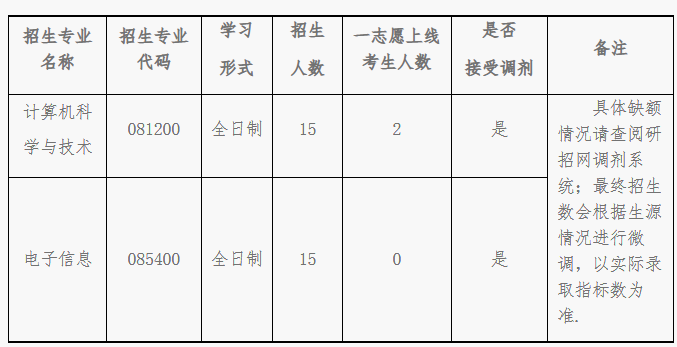 招生专业
名称
招生专业
代码
学习
形式
招生
人数
一志愿上线
考生人数
是否
接受调剂
备注
计算机科
学与技术
081200
全日制
15
2
是
具体缺额
情况请查阅研
招网调剂系
统；最终招生
数会根据生源
情况进行微
调，以实际录
取指标数为
准.
电子信息
085400
全日制
15
0
是